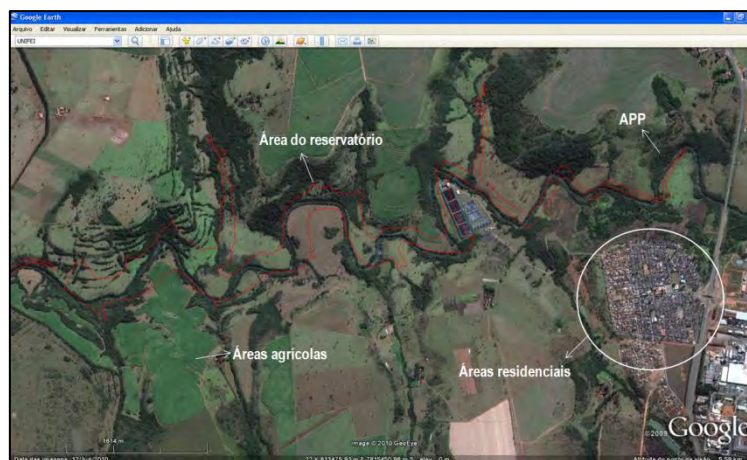 Google Earth
Arquivo Editar Visualizar Ferramentas Adicionar Ajuda
UNIFEI
Área do reservatório
APP
Áreas agrícolas
Áreas residenciais
1614 m
Image © 2010 GeoEye
©2009 Google